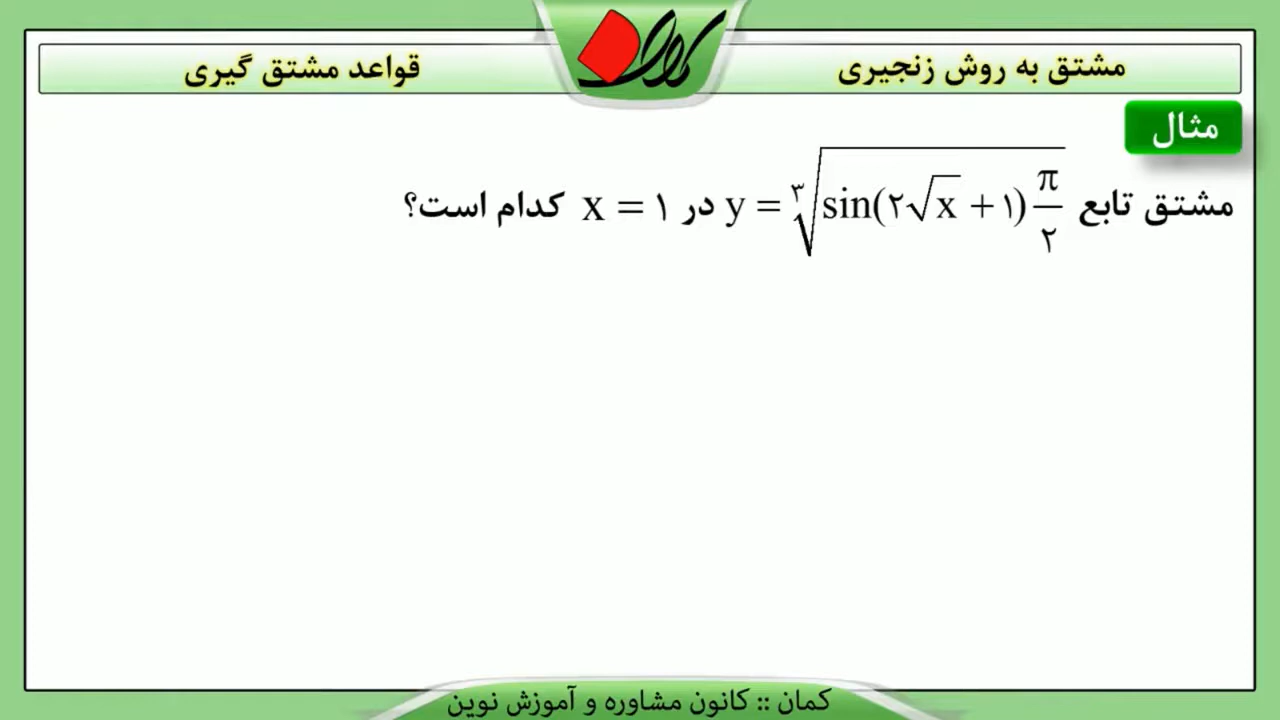 مشتق به روش زنجیری
کمان
قواعد مشتق گیری
مثال
مشتق تابع y = ∛sin(۲√x + ۱)π/۲ در x = ۱ کدام است؟
کمان :: کانون مشاوره و آموزش نوین